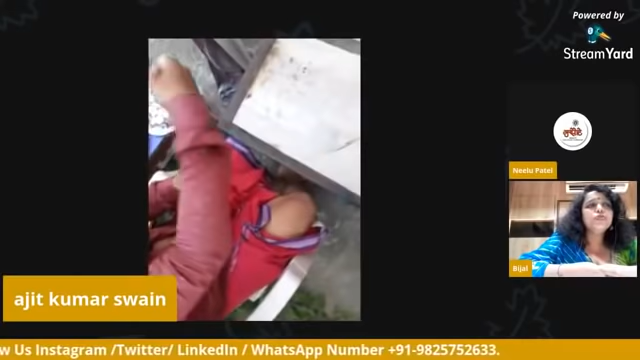 Powered by
StreamYard
Neelu Patel
Bijal
ajit kumar swain
w Us Instagram /Twitter/ LinkedIn / WhatsApp Number +91-9825752633.